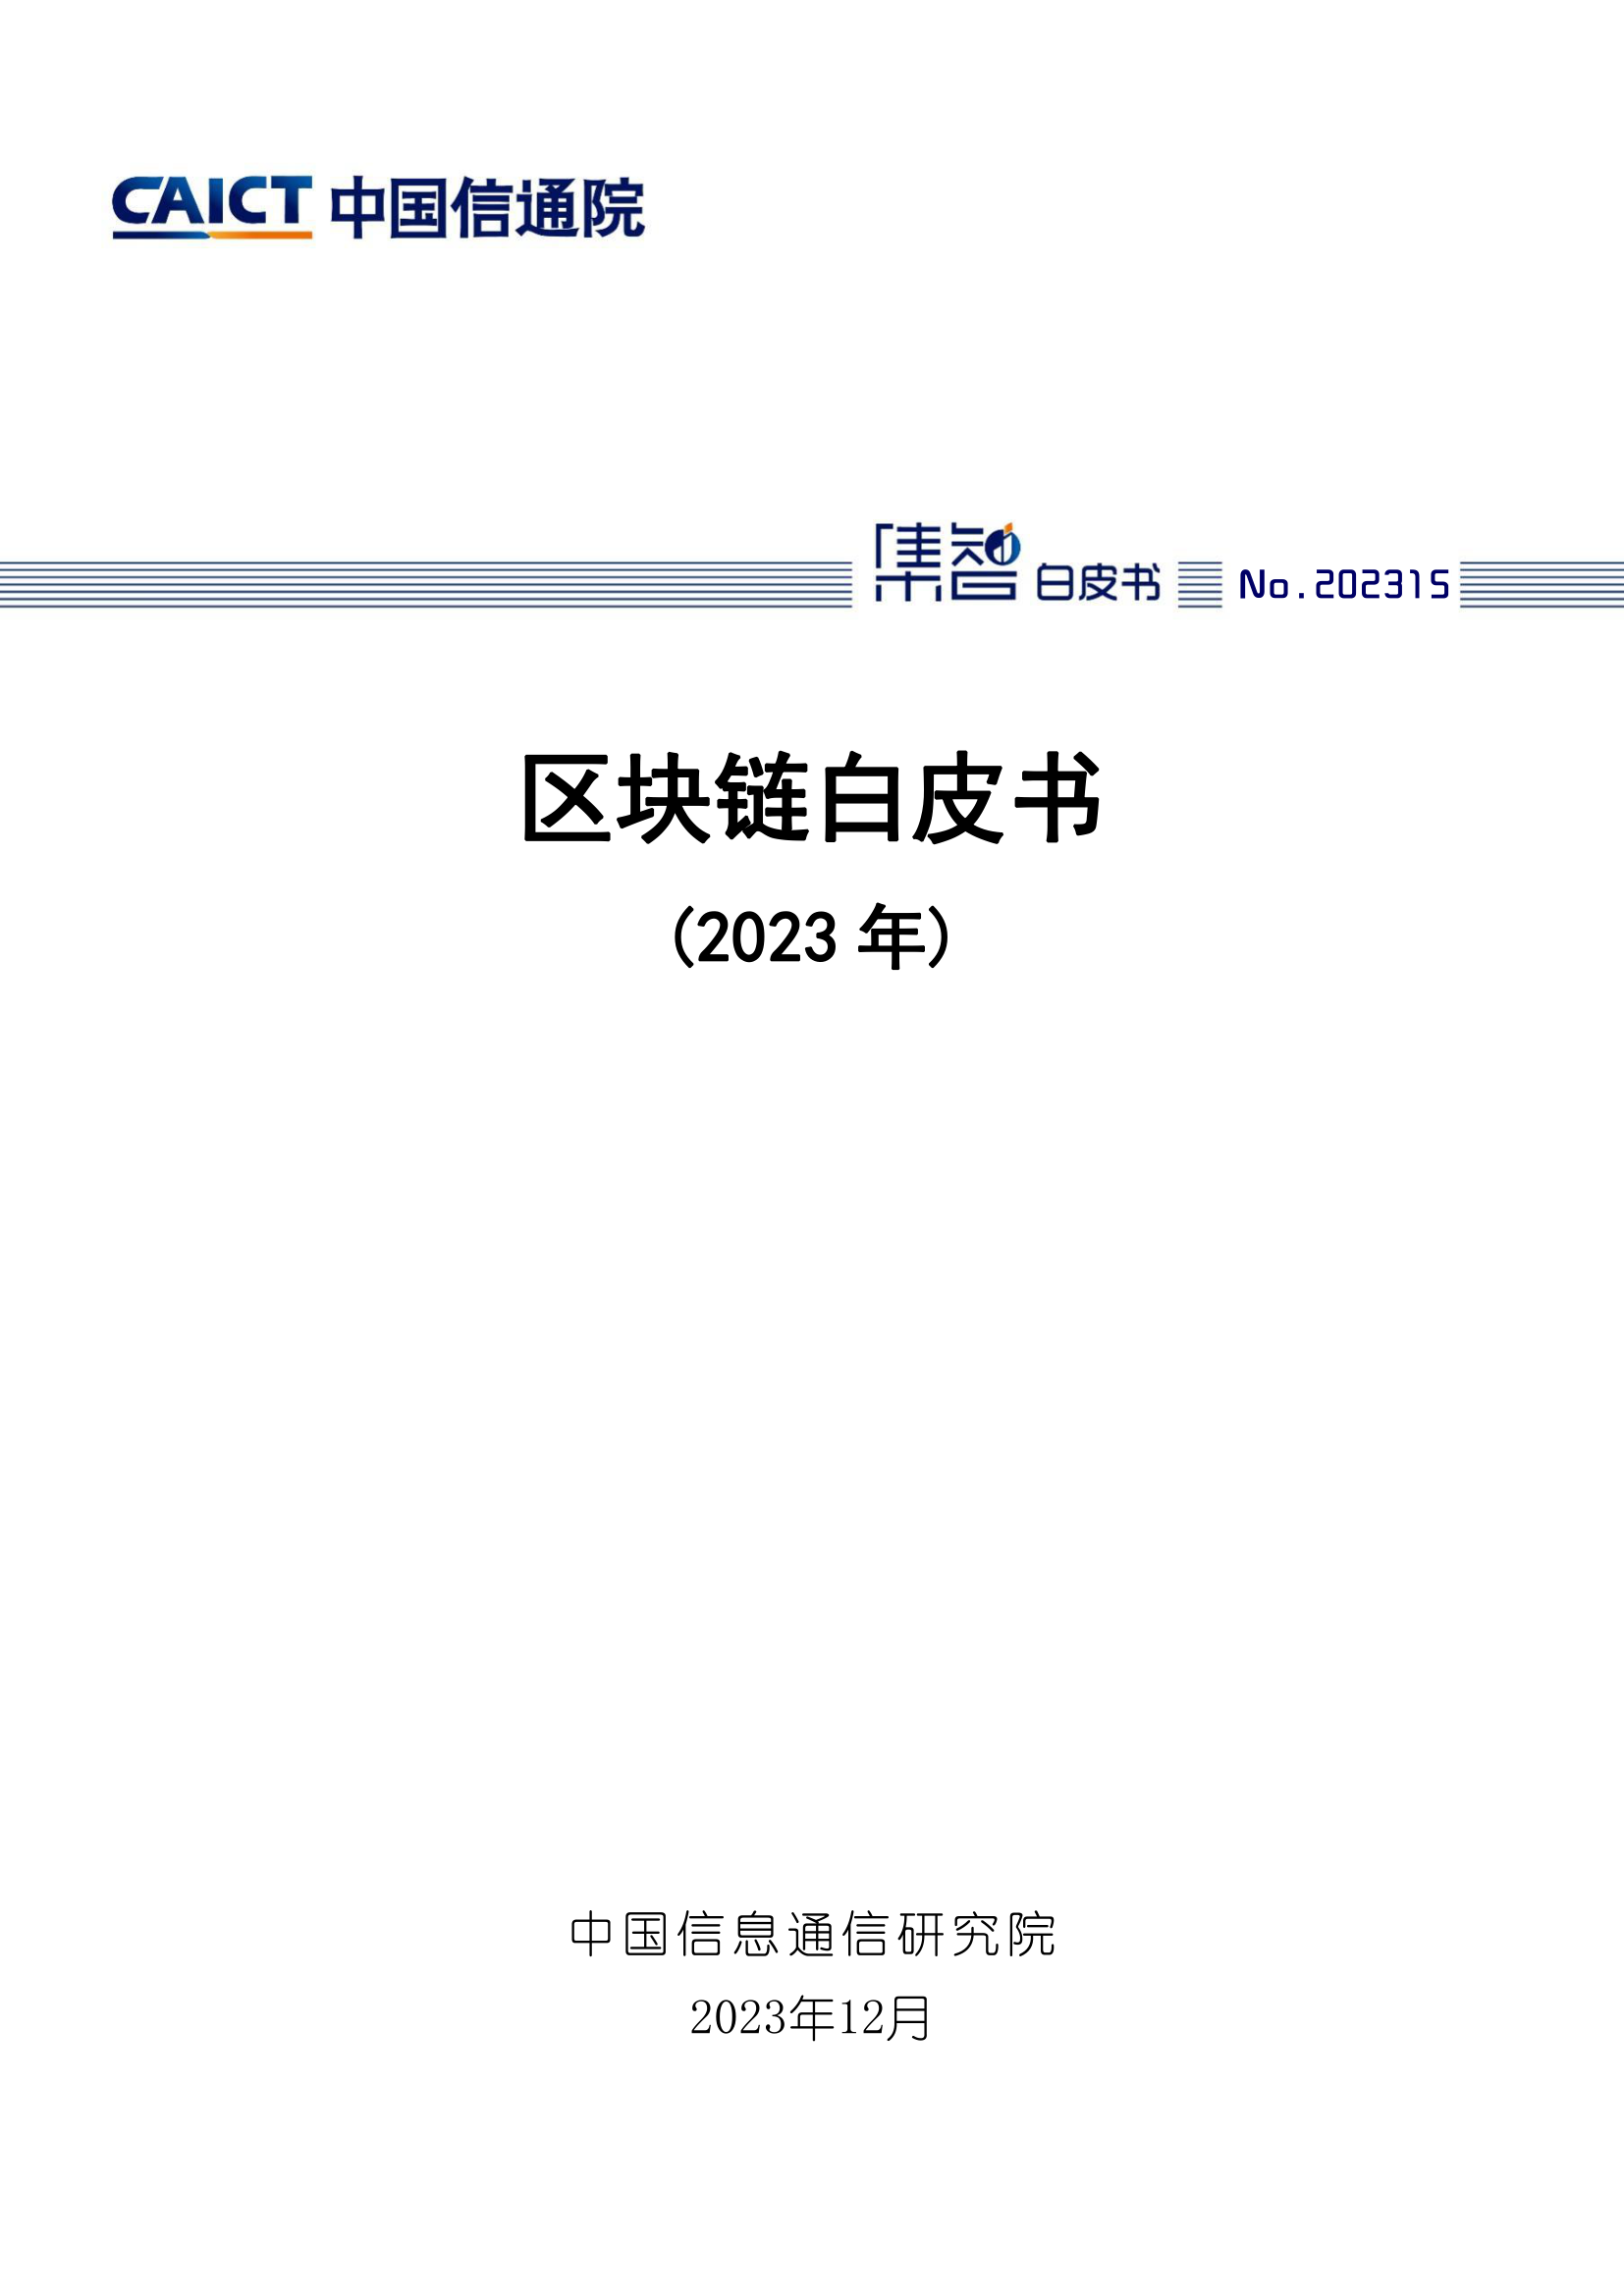 CAICT 中国信通院
集智 白皮书 No.202315
区块链白皮书
（2023 年）
中国信息通信研究院
2023年12月